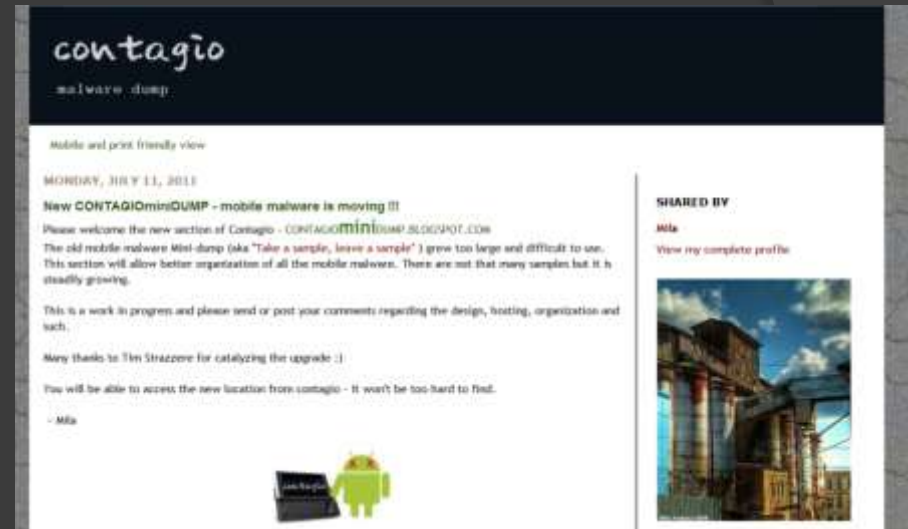 contagio
malware dump
Mobile and print friendly view
MONDAY, JULY 11, 2011
New CONTAGIOminiDUMP - mobile malware is moving !!!
Please welcome the new section of Contagio - CONTAGIOminiDUMP.BLOGSPOT.COM
The old mobile malware Mini-dump (aka "Take a sample, leave a sample" ) grew too large and difficult to use.
This section will allow better organization of all the mobile malware. There are not that many samples but it is
steadily growing.
This is a work in progress and please send or post your comments regarding the design, hosting, organization and
such.
Many thanks to Tim Strazzere for catalyzing the upgrade :)
You will be able to access the new location from contagio - it won't be too hard to find.
- Mila
contagio
SHARED BY
Mila
View my complete profile